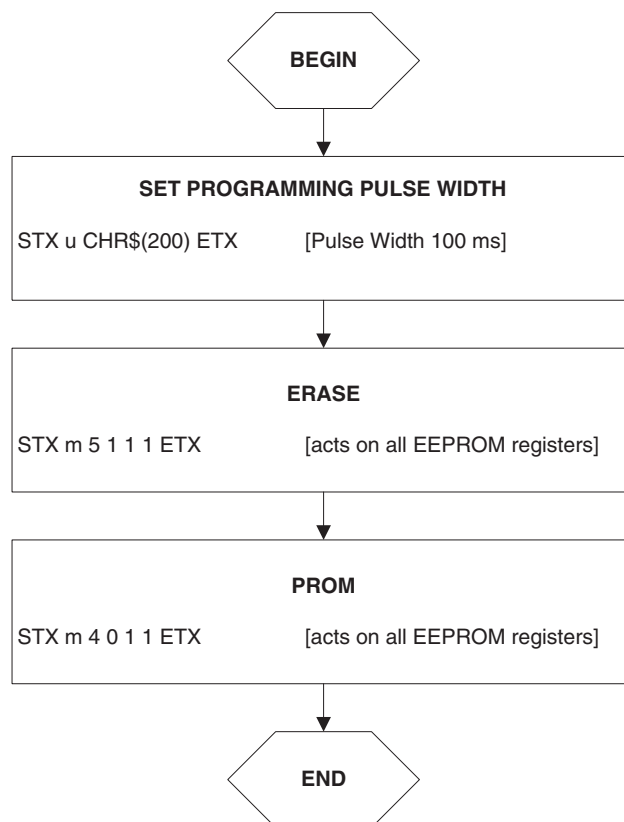 BEGIN
SET PROGRAMMING PULSE WIDTH
STX u CHR$(200) ETX [Pulse Width 100 ms]
ERASE
STX m 5 1 1 1 ETX [acts on all EEPROM registers]
PROM
STX m 4 0 1 1 ETX [acts on all EEPROM registers]
END